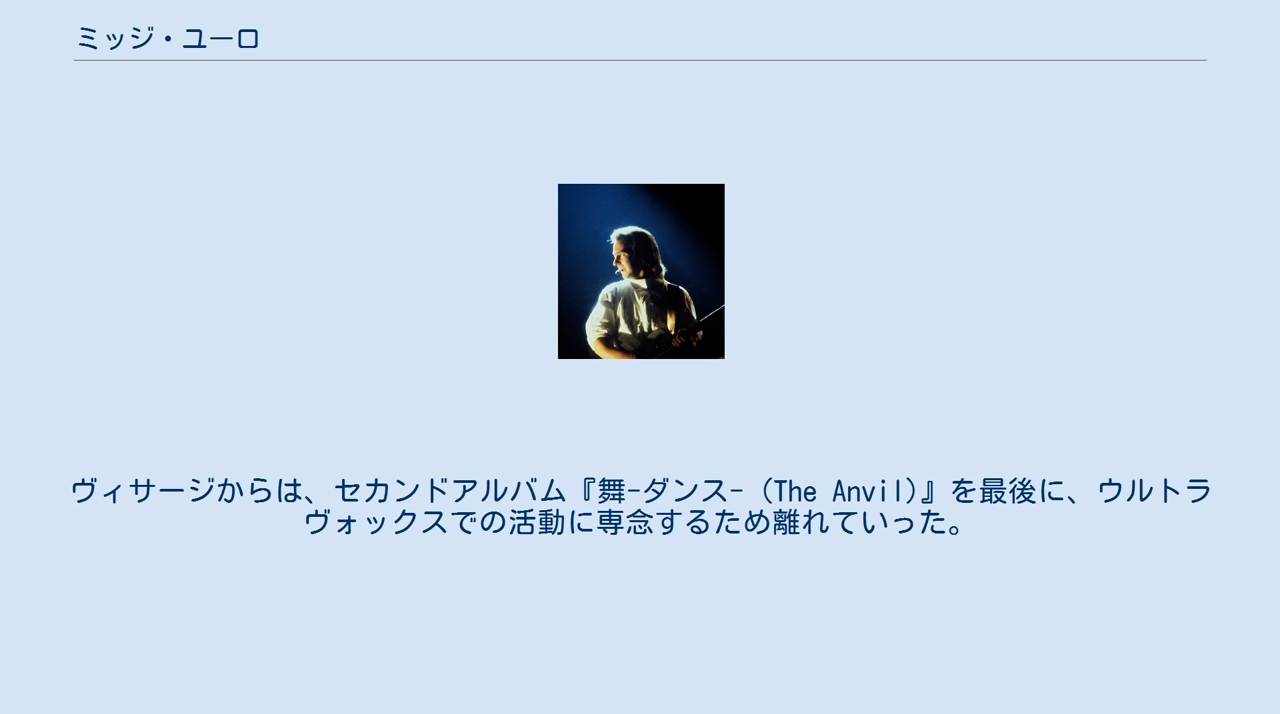 ミッジ・ユーロ
ヴィサージからは、セカンドアルバム『舞-ダンス- (The Anvil)』を最後に、ウルトラ
ヴォックスでの活動に専念するため離れていった。